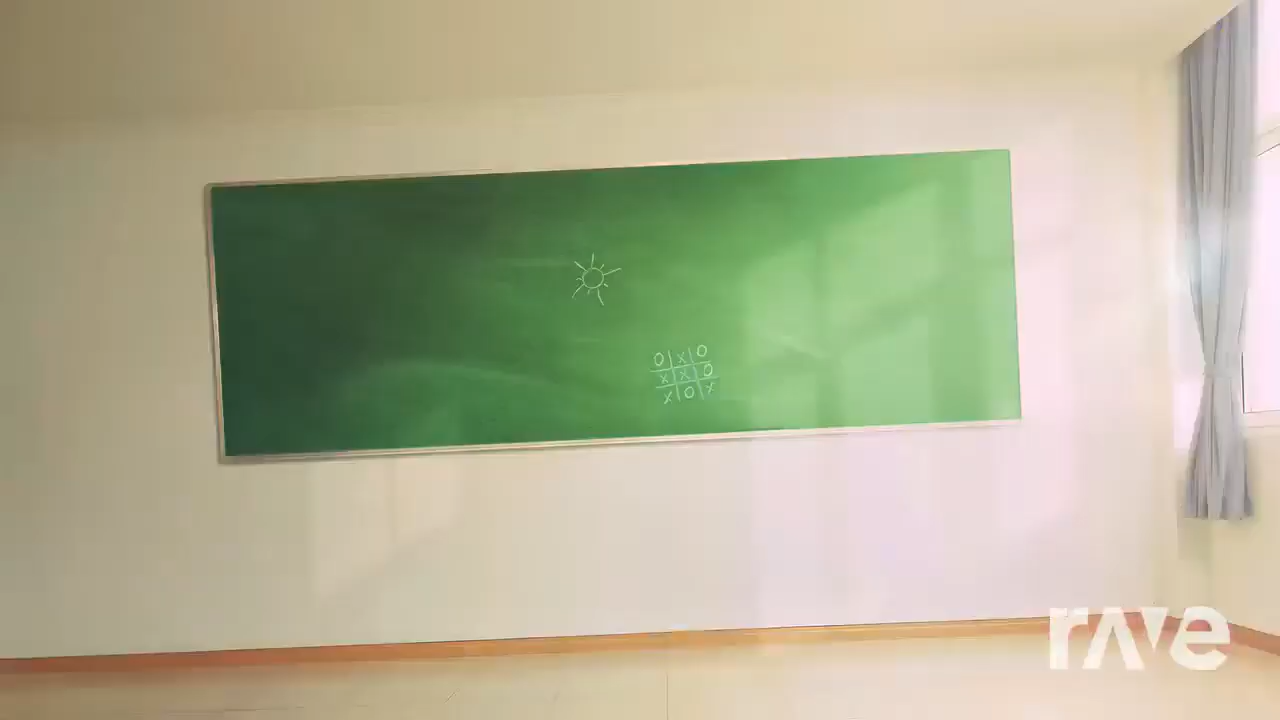 O X O
X X O
X O X
rave